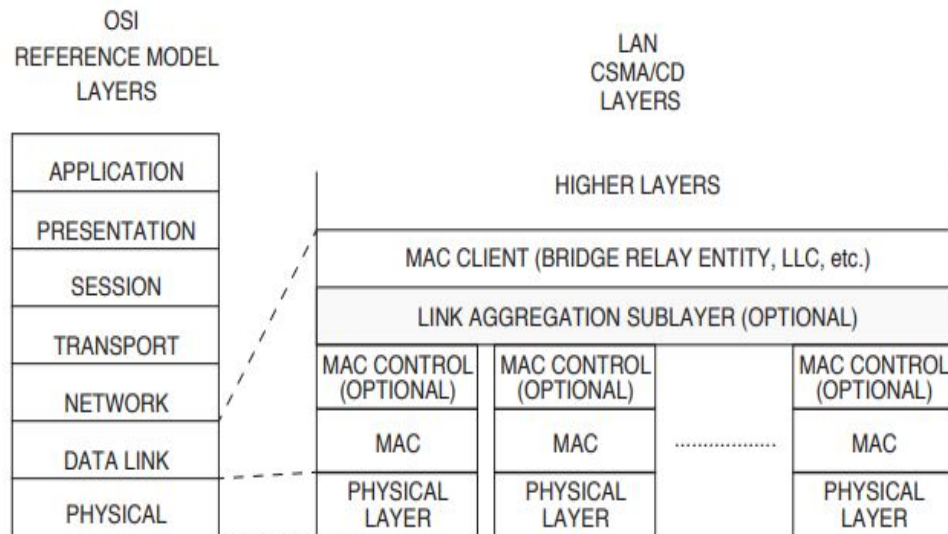 OSI
REFERENCE MODEL
LAYERS
LAN
CSMA/CD
LAYERS
APPLICATION
PRESENTATION
SESSION
TRANSPORT
NETWORK
DATA LINK
PHYSICAL
HIGHER LAYERS
MAC CLIENT (BRIDGE RELAY ENTITY, LLC, etc.)
LINK AGGREGATION SUBLAYER (OPTIONAL)
MAC CONTROL
(OPTIONAL)
MAC CONTROL
(OPTIONAL)
MAC CONTROL
(OPTIONAL)
MAC
MAC
MAC
PHYSICAL
LAYER
PHYSICAL
LAYER
PHYSICAL
LAYER